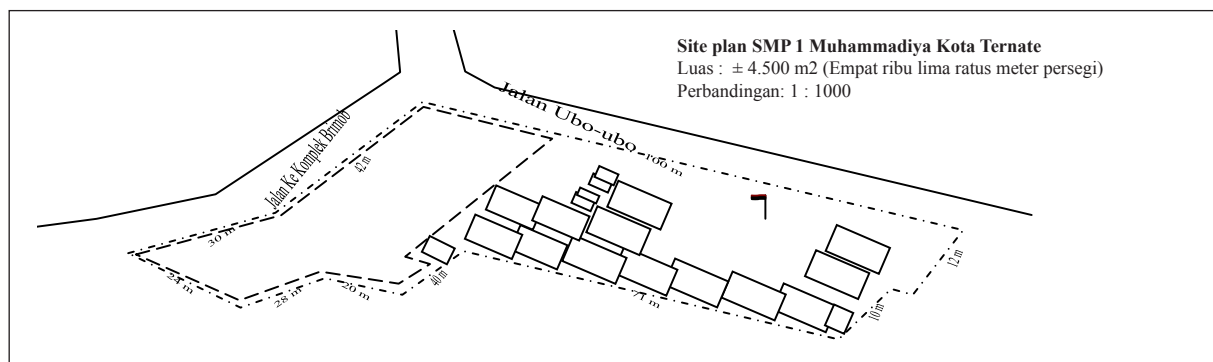 Site plan SMP 1 Muhammadiya Kota Ternate
Luas : ± 4.500 m2 (Empat ribu lima ratus meter persegi)
Perbandingan: 1 : 1000
Jalan Ubo-ubo
100 m
Jalan Ke Komplek Brimob
42 m
30 m
24 m
28 m
20 m
40 m
71 m
10 m
12 m